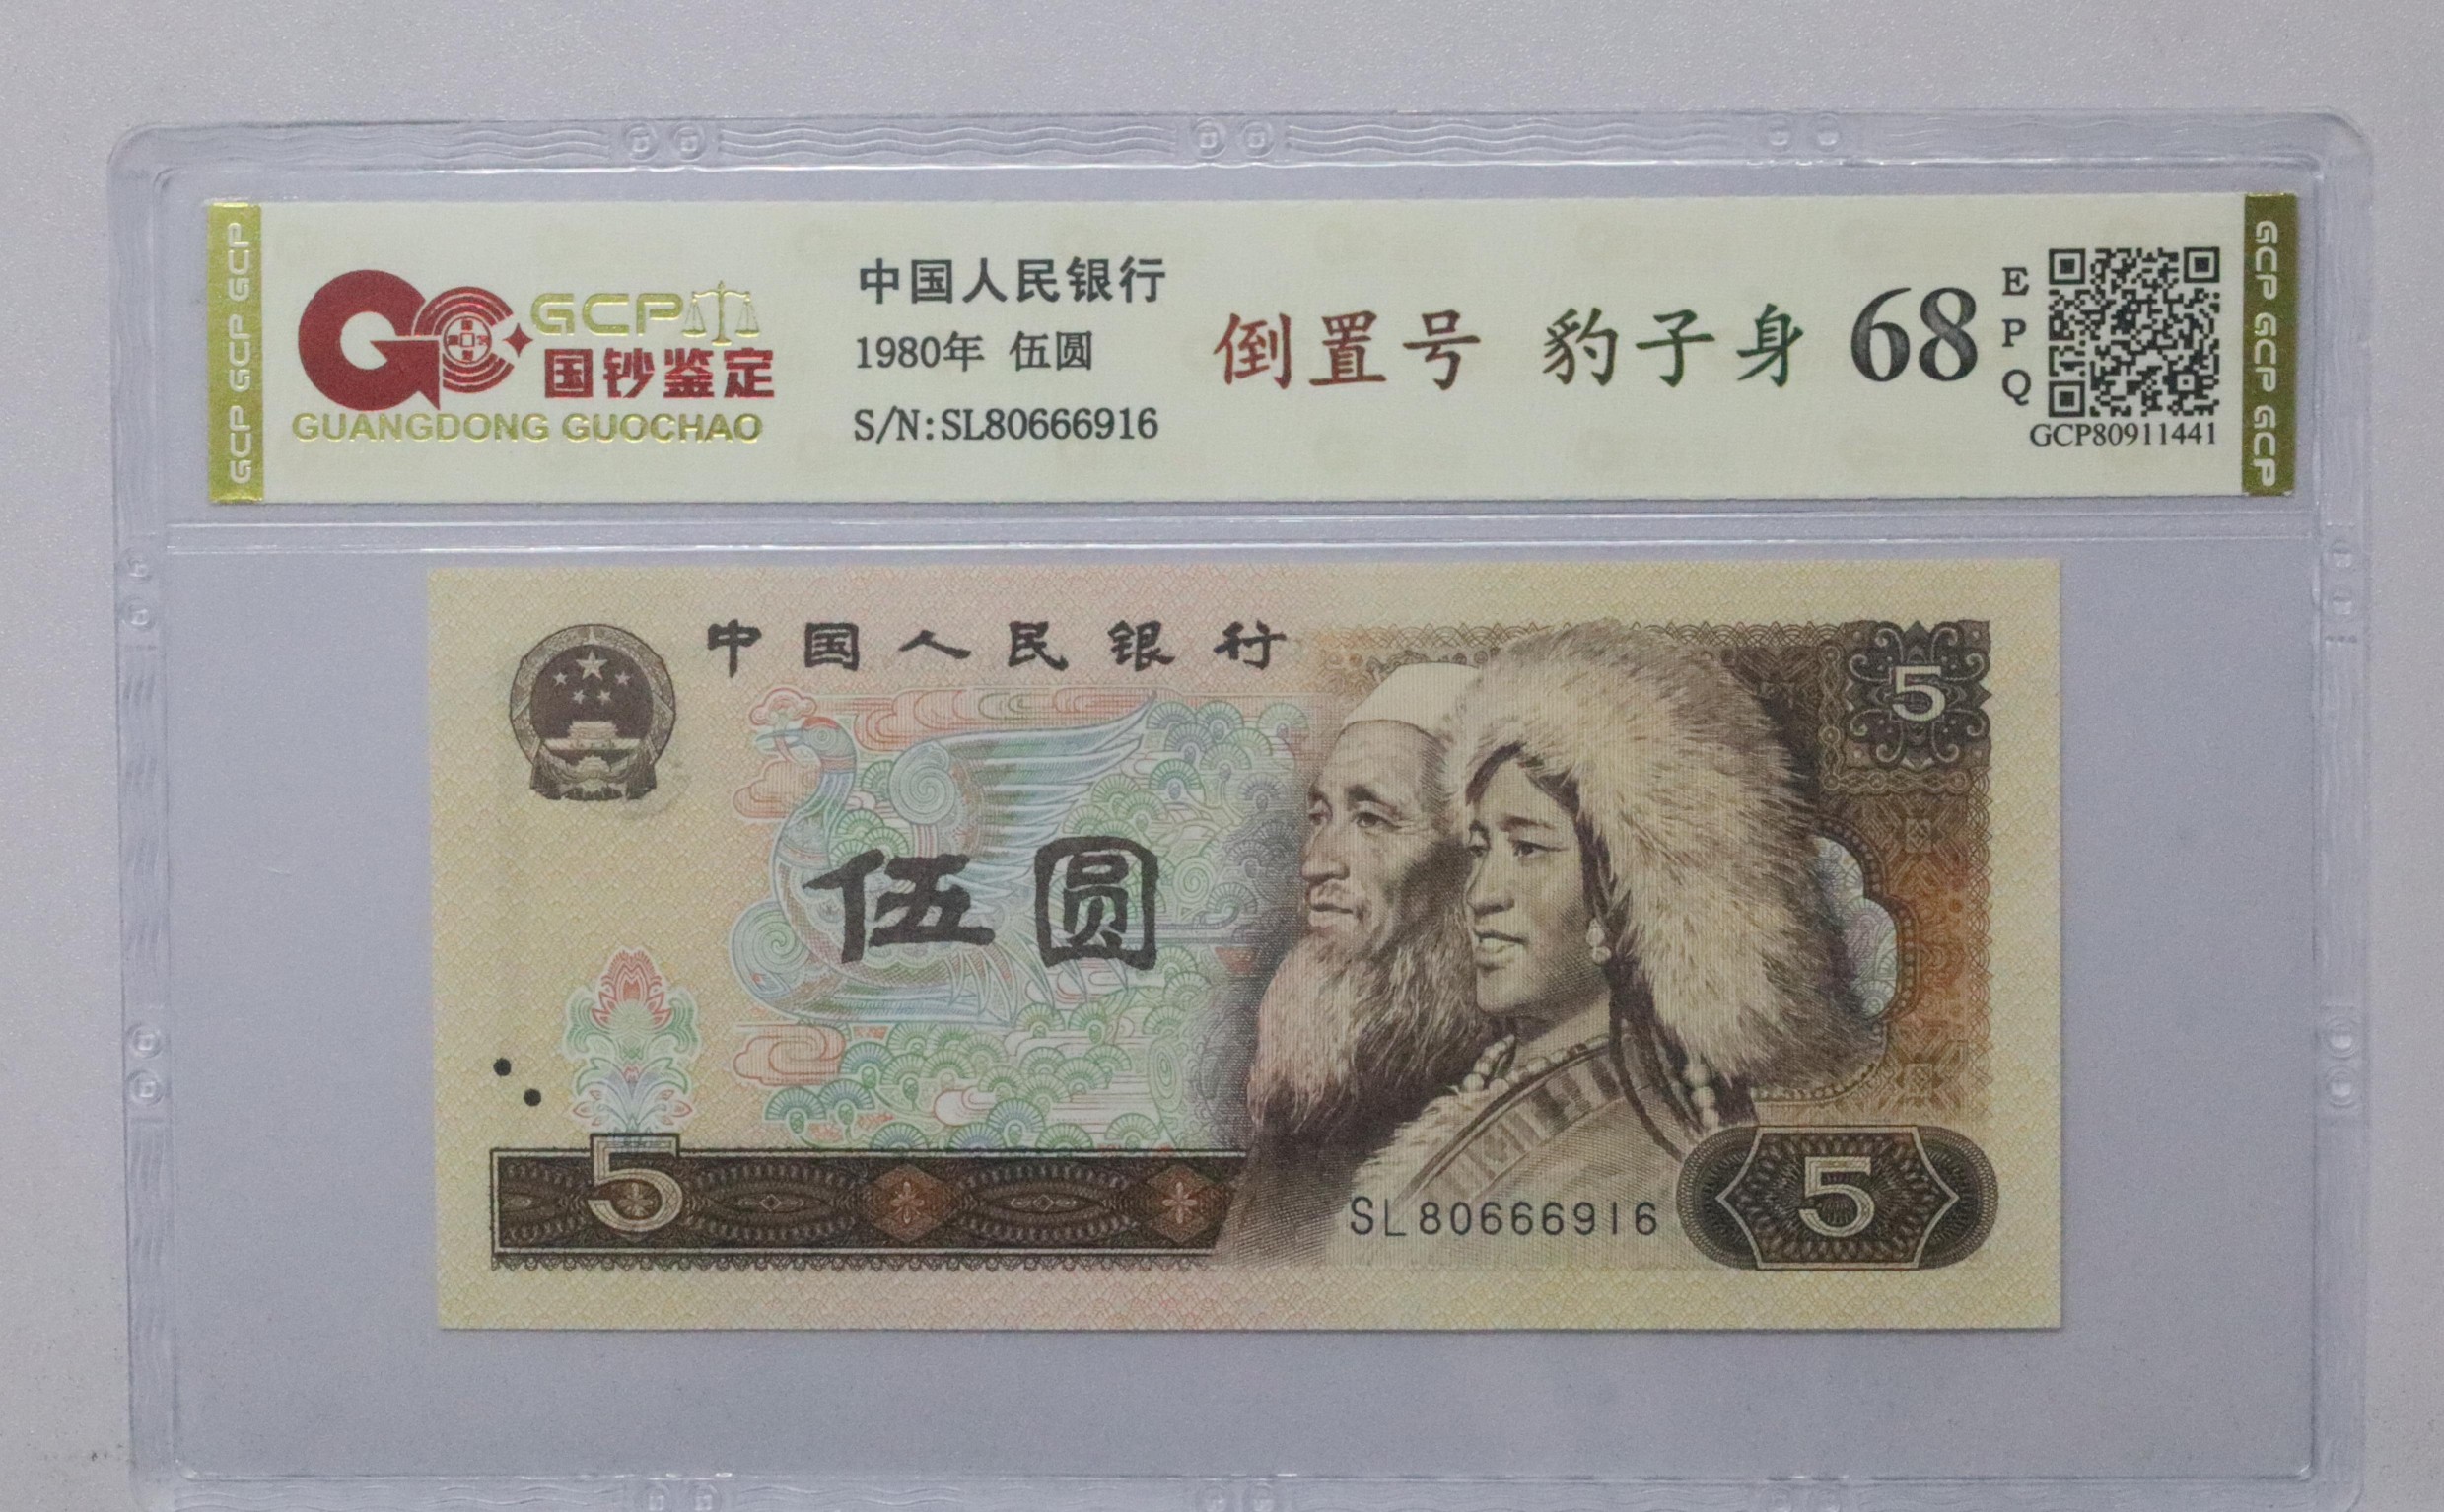 GCP GCP GCP
GCP
国钞鉴定
GUANGDONG GUOCHAO
中国人民银行
1980年 伍圆
S/N:SL80666916
倒置号 豹子身
68
EPQ
GCP80911441
GCP GCP GCP
中国人民银行
5
伍圆
5
SL80666916
5